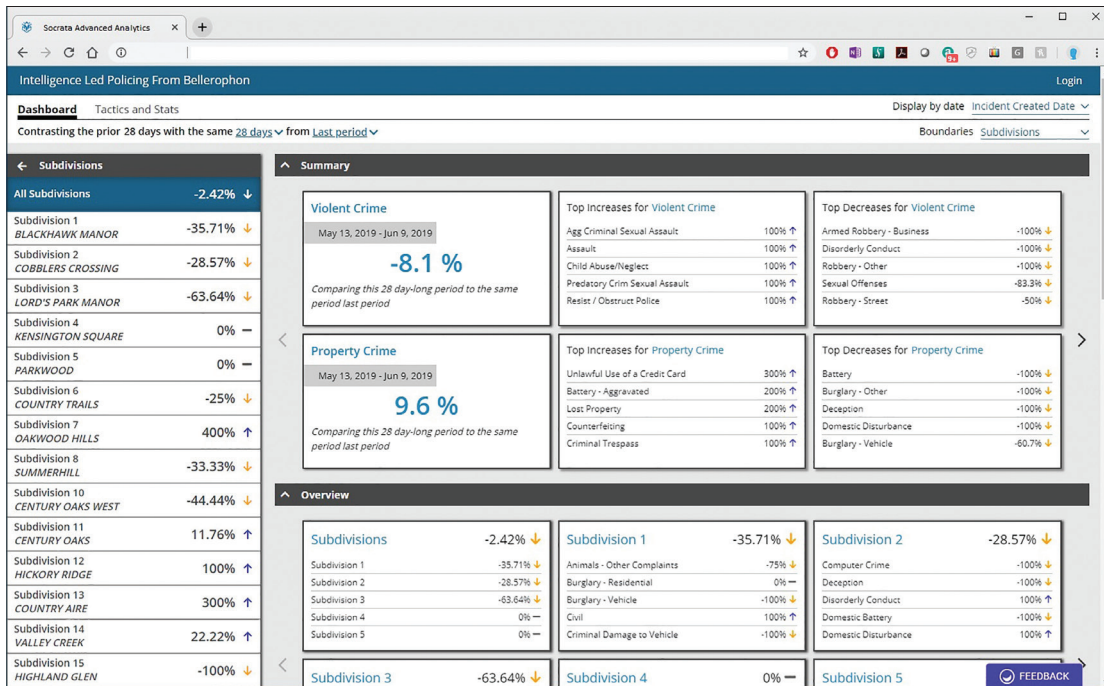 Socrata Advanced Analytics
9+
Intelligence Led Policing From Bellerophon
Login
Dashboard Tactics and Stats
Display by date Incident Created Date
Contrasting the prior 28 days with the same 28 days from Last period
Boundaries Subdivisions
← Subdivisions
All Subdivisions -2.42% ↓
Subdivision 1
BLACKHAWK MANOR
-35.71% ↓
Subdivision 2
COBBLERS CROSSING
-28.57% ↓
Subdivision 3
LORD'S PARK MANOR
-63.64% ↓
Subdivision 4
KENSINGTON SQUARE
0% —
Subdivision 5
PARKWOOD
0% —
Subdivision 6
COUNTRY TRAILS
-25% ↓
Subdivision 7
OAKWOOD HILLS
400% ↑
Subdivision 8
SUMMERHILL
-33.33% ↓
Subdivision 10
CENTURY OAKS WEST
-44.44% ↓
Subdivision 11
CENTURY OAKS
11.76% ↑
Subdivision 12
HICKORY RIDGE
100% ↑
Subdivision 13
COUNTRY AIRE
300% ↑
Subdivision 14
VALLEY CREEK
22.22% ↑
Subdivision 15
HIGHLAND GLEN
-100% ↓
Summary
Violent Crime
May 13, 2019 - Jun 9, 2019
-8.1 %
Comparing this 28 day-long period to the same
period last period
Top Increases for Violent Crime
Agg Criminal Sexual Assault 100% ↑
Assault 100% ↑
Child Abuse/Neglect 100% ↑
Predatory Crim Sexual Assault 100% ↑
Resist / Obstruct Police 100% ↑
Top Decreases for Violent Crime
Armed Robbery - Business -100% ↓
Disorderly Conduct -100% ↓
Robbery - Other -100% ↓
Sexual Offenses -83.3% ↓
Robbery - Street -50% ↓
Property Crime
May 13, 2019 - Jun 9, 2019
9.6 %
Comparing this 28 day-long period to the same
period last period
Top Increases for Property Crime
Unlawful Use of a Credit Card 300% ↑
Battery - Aggravated 200% ↑
Lost Property 200% ↑
Counterfeiting 100% ↑
Criminal Trespass 100% ↑
Top Decreases for Property Crime
Battery -100% ↓
Burglary - Other -100% ↓
Deception -100% ↓
Domestic Disturbance -100% ↓
Burglary - Vehicle -60.7% ↓
Overview
Subdivisions -2.42% ↓
Subdivision 1 -35.71% ↓
Subdivision 2 -28.57% ↓
Subdivision 3 -63.64% ↓
Subdivision 4 0% —
Subdivision 5 0% —
Subdivision 1 -35.71% ↓
Animals - Other Complaints -75% ↓
Burglary - Residential 0% —
Burglary - Vehicle -100% ↓
Civil 100% ↑
Criminal Damage to Vehicle -100% ↓
Subdivision 2 -28.57% ↓
Computer Crime -100% ↓
Deception -100% ↓
Disorderly Conduct 100% ↑
Domestic Battery -100% ↓
Domestic Disturbance 100% ↑
Subdivision 3 -63.64% ↓
Subdivision 4 0% —
Subdivision 5
FEEDBACK